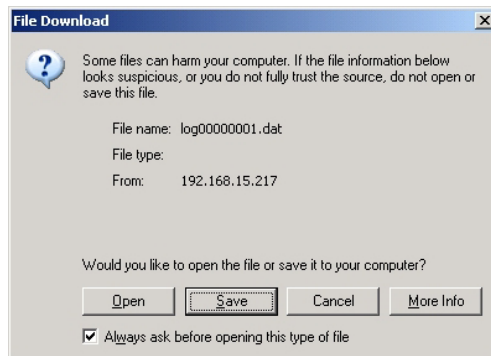 File Download
Some files can harm your computer. If the file information below
looks suspicious, or you do not fully trust the source, do not open or
save this file.
File name: log00000001.dat
File type:
From: 192.168.15.217
Would you like to open the file or save it to your computer?
Open Save Cancel More Info
Always ask before opening this type of file